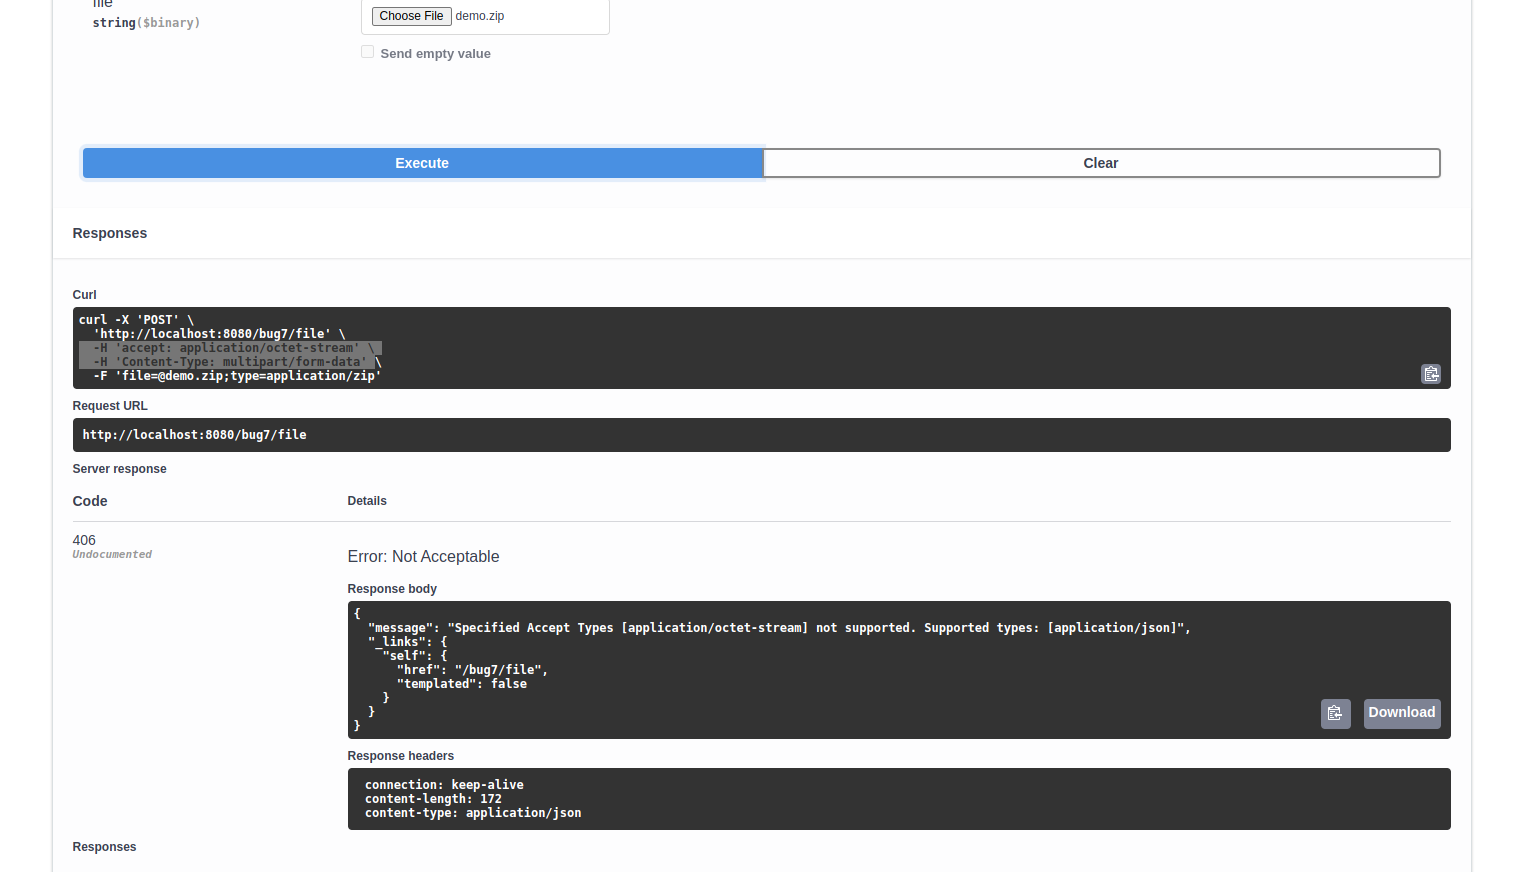 file
string($binary)
Choose File demo.zip
Send empty value
Execute
Clear
Responses
Curl
curl -X 'POST' \
  'http://localhost:8080/bug7/file' \
  -H 'accept: application/octet-stream' \
  -H 'Content-Type: multipart/form-data' \
  -F 'file=@demo.zip;type=application/zip'
Request URL
http://localhost:8080/bug7/file
Server response
Code Details
406
Undocumented
Error: Not Acceptable
Response body
{
  "message": "Specified Accept Types [application/octet-stream] not supported. Supported types: [application/json]",
  "_links": {
    "self": {
      "href": "/bug7/file",
      "templated": false
    }
  }
}
Download
Response headers
connection: keep-alive
content-length: 172
content-type: application/json
Responses